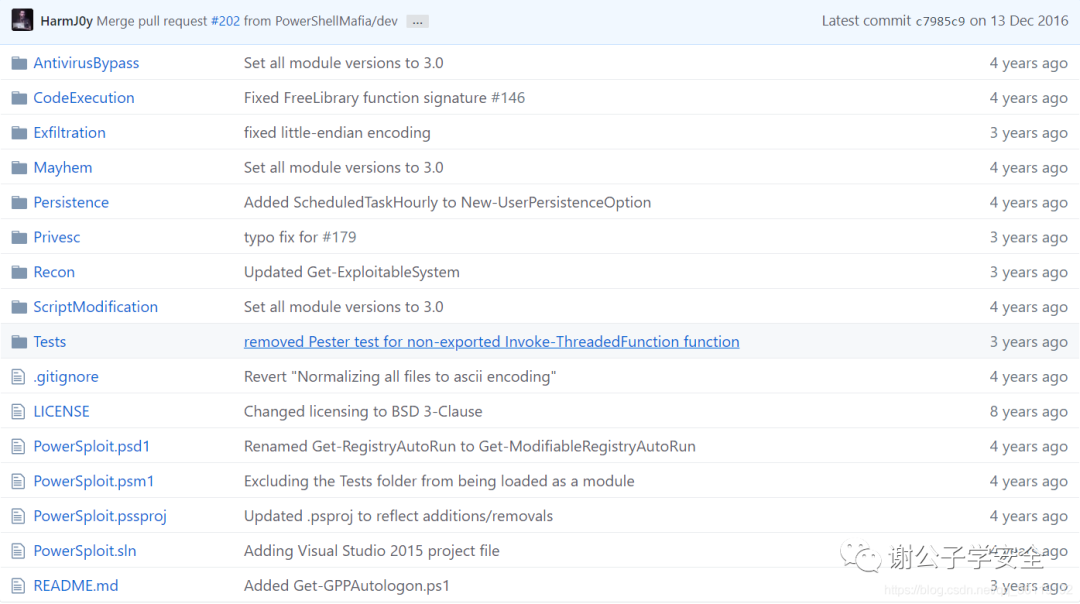 HarmJ0y Merge pull request #202 from PowerShellMafia/dev ... Latest commit c7985c9 on 13 Dec 2016
AntivirusBypass Set all module versions to 3.0 4 years ago
CodeExecution Fixed FreeLibrary function signature #146 4 years ago
Exfiltration fixed little-endian encoding 3 years ago
Mayhem Set all module versions to 3.0 4 years ago
Persistence Added ScheduledTaskHourly to New-UserPersistenceOption 4 years ago
Privesc typo fix for #179 3 years ago
Recon Updated Get-ExploitableSystem 3 years ago
ScriptModification Set all module versions to 3.0 4 years ago
Tests removed Pester test for non-exported Invoke-ThreadedFunction function 3 years ago
.gitignore Revert "Normalizing all files to ascii encoding" 4 years ago
LICENSE Changed licensing to BSD 3-Clause 8 years ago
PowerSploit.psd1 Renamed Get-RegistryAutoRun to Get-ModifiableRegistryAutoRun 4 years ago
PowerSploit.psm1 Excluding the Tests folder from being loaded as a module 4 years ago
PowerSploit.pssproj Updated .psproj to reflect additions/removals 4 years ago
PowerSploit.sln Adding Visual Studio 2015 project file years ago
谢公子学安全
README.md Added Get-GPPAutologon.ps1 3 years ago